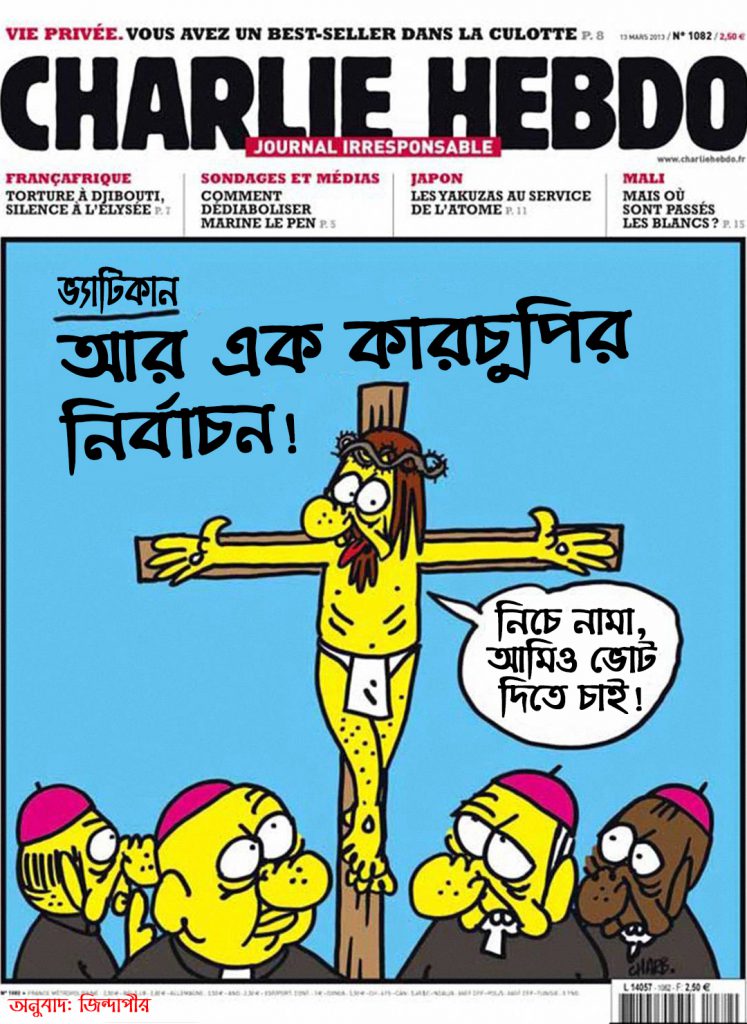 VIE PRIVÉE. VOUS AVEZ UN BEST-SELLER DANS LA CULOTTE P. 8
13 MARS 2013 / N° 1082 / 2,50 €
CHARLIE HEBDO
JOURNAL IRRESPONSABLE
www.charliehebdo.fr
FRANÇAFRIQUE
TORTURE À DJIBOUTI,
SILENCE À L'ÉLYSÉE P. 7
SONDAGES ET MÉDIAS
COMMENT
DÉDIABOLISER
MARINE LE PEN P. 5
JAPON
LES YAKUZAS AU SERVICE
DE L'ATOME P. 11
MALI
MAIS OÙ
SONT PASSÉS
LES BLANCS ? P. 15
ভ্যাটিকান
আর এক কারচুপির
নির্বাচন!
নিচে নামা,
আমিও ভোট
দিতে চাই!
CHARB.
L 14057 - 1082 - F: 2,50 €
অনুবাদ: জিন্দাপীর